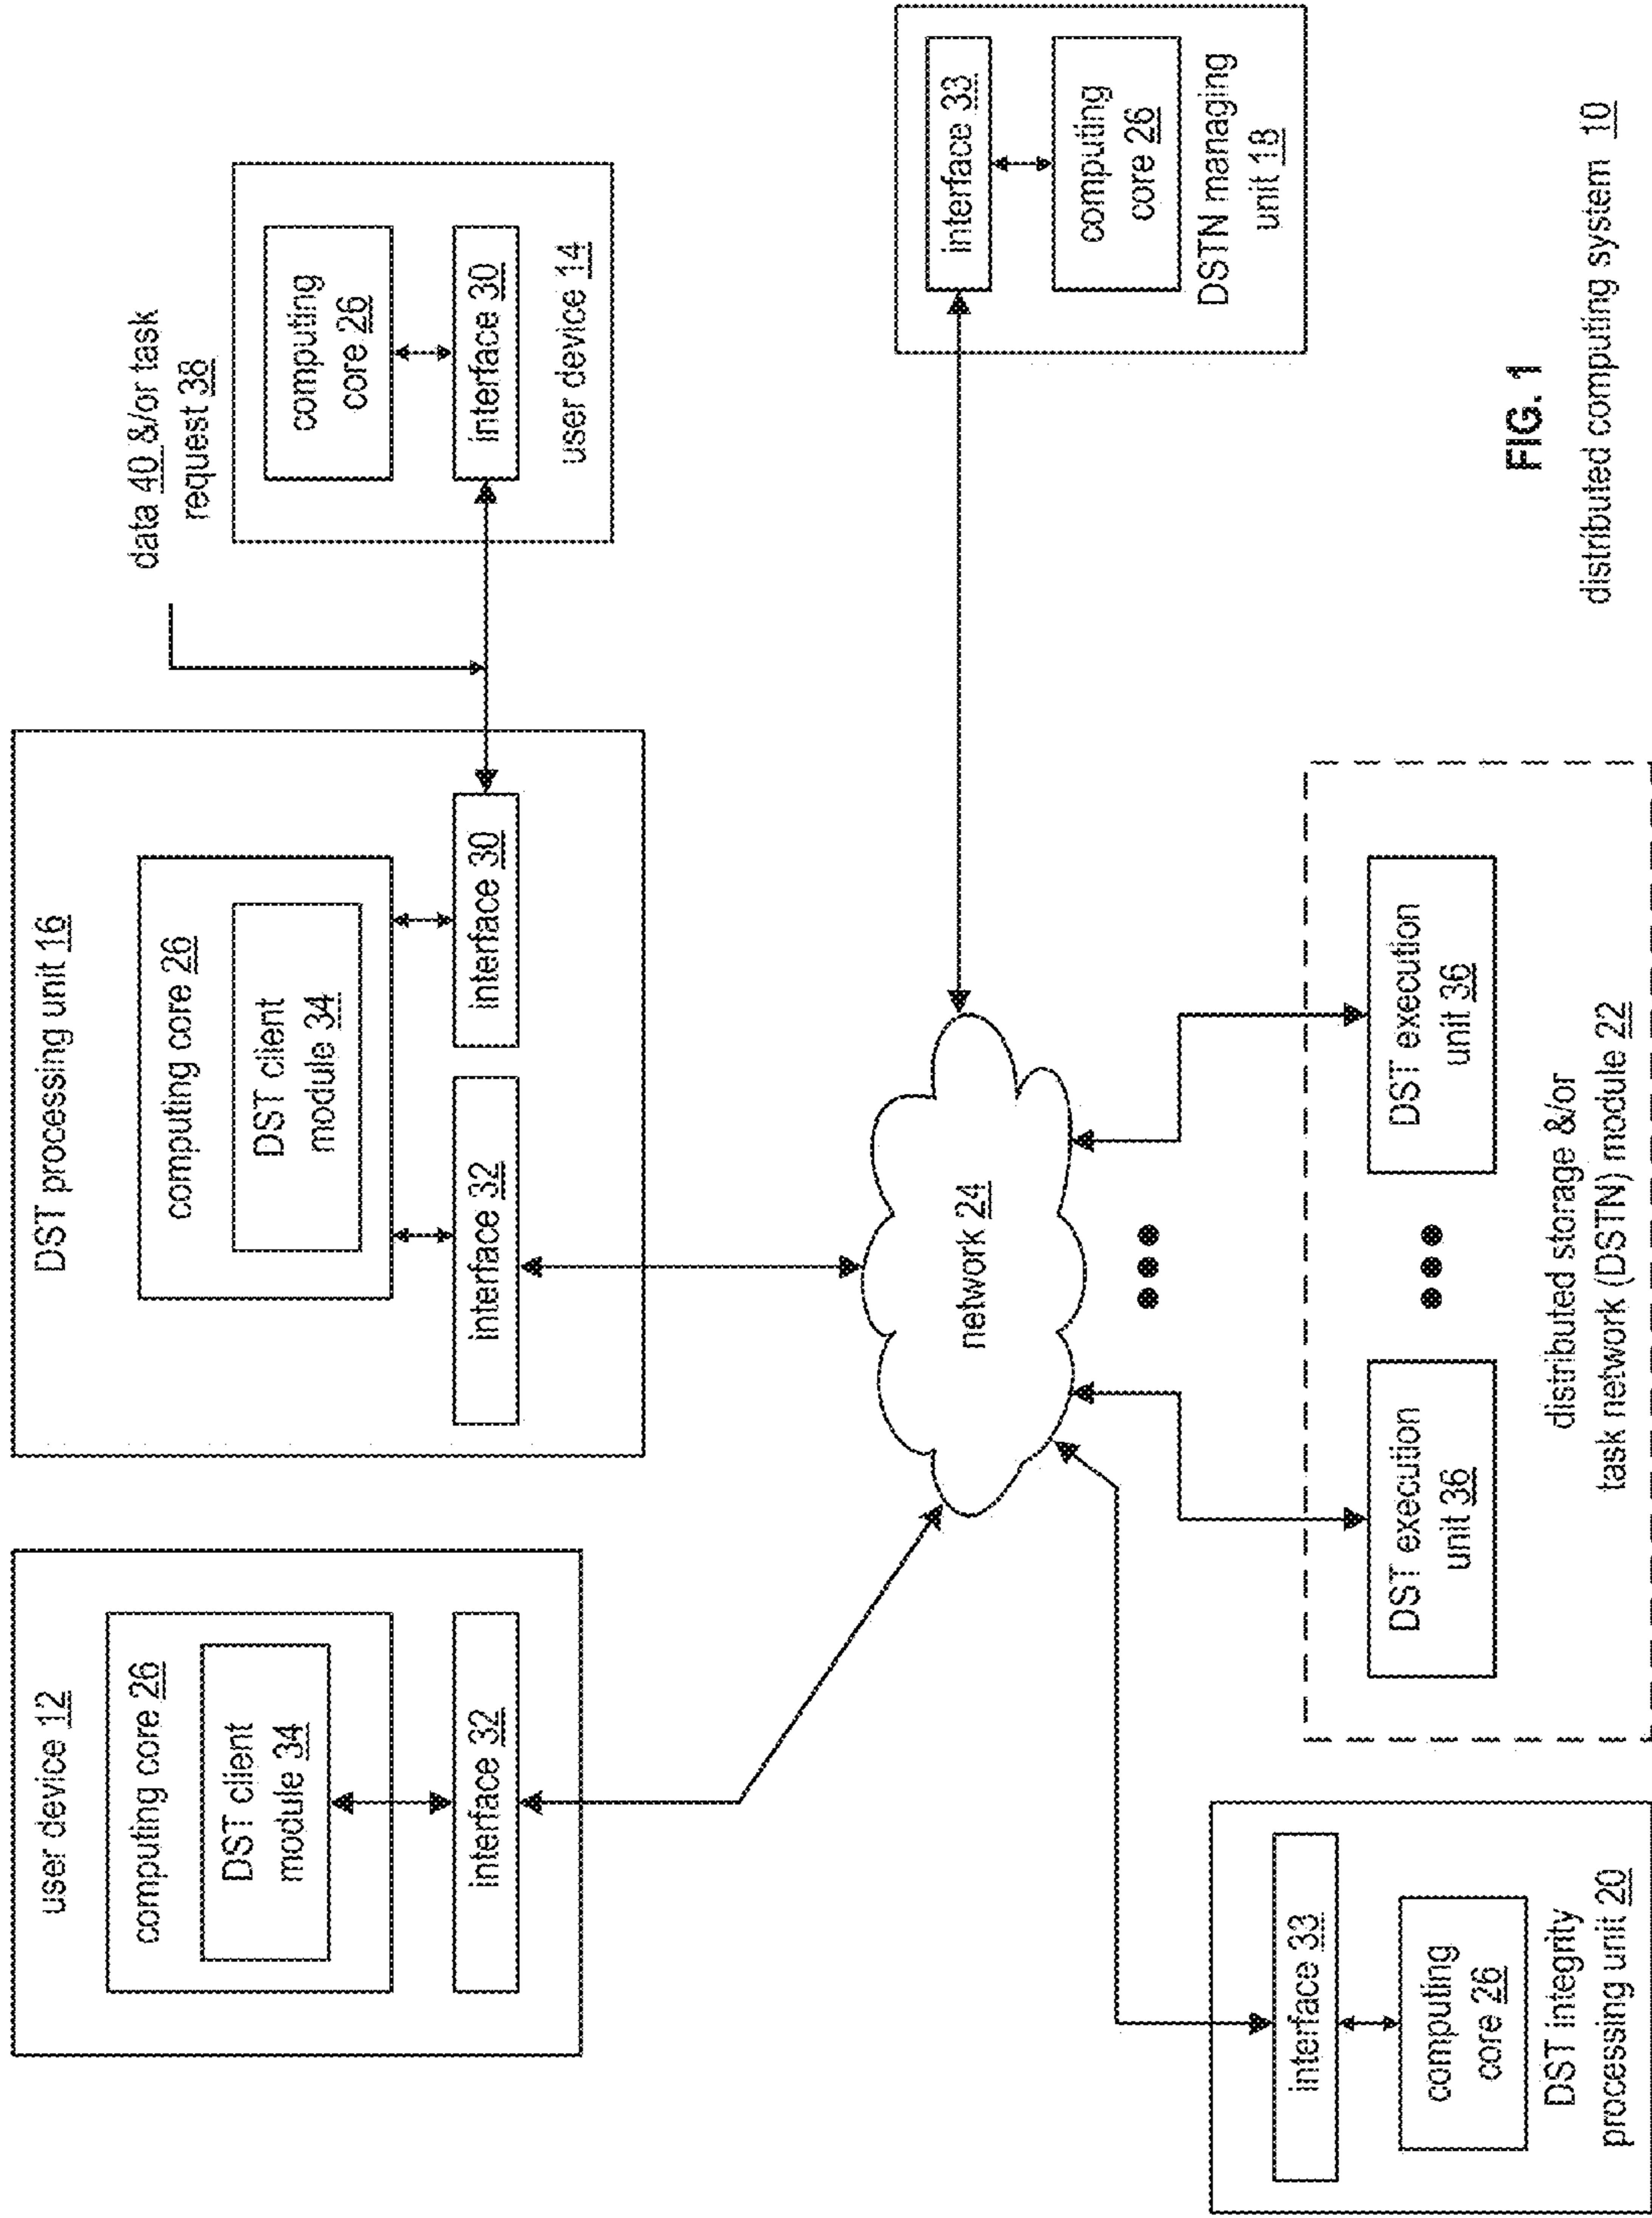 user device 12
computing core 26
DST client
module 34
interface 32
DST processing unit 16
computing core 26
DST client
module 34
interface 32
interface 30
data 40 &/or task
request 38
computing
core 26
interface 30
user device 14
network 24
interface 33
computing
core 26
DSTN managing
unit 18
interface 33
computing
core 26
DST integrity
processing unit 20
DST execution
unit 36
DST execution
unit 36
distributed storage &/or
task network (DSTN) module 22
FIG. 1
distributed computing system 10